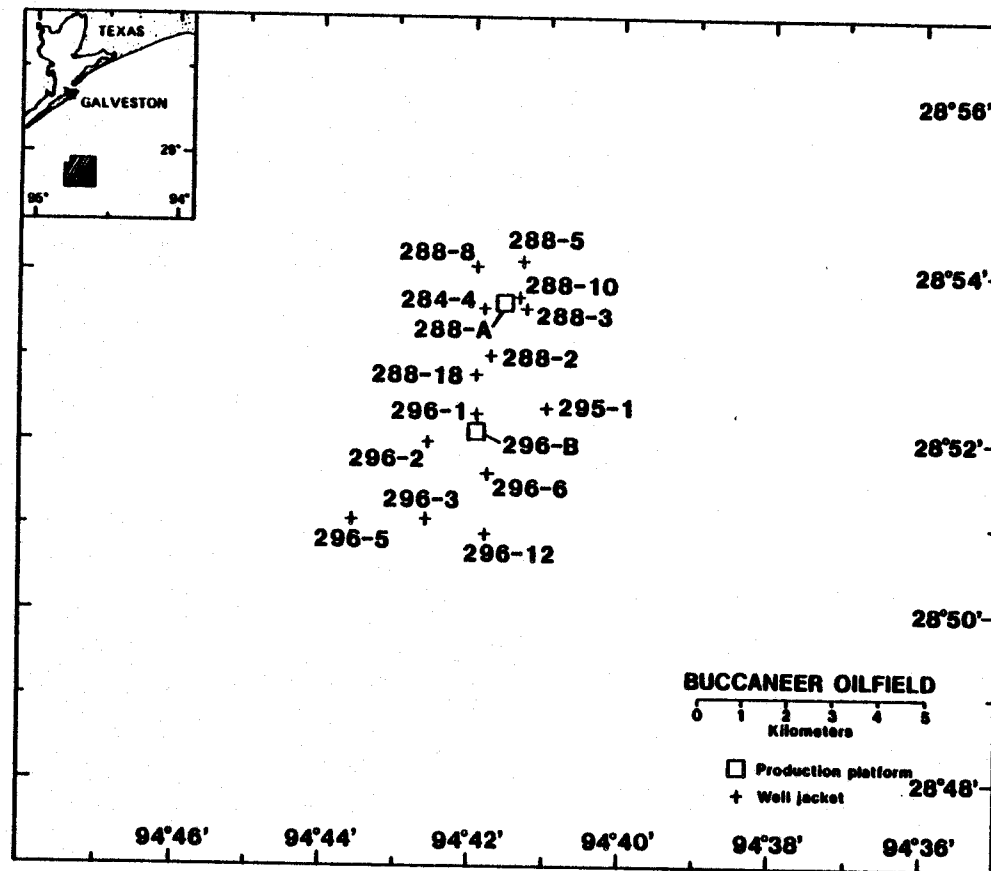 TEXAS
GALVESTON
29°
95°
94°
28°56'
288-8
288-5
28°54'
288-10
284-4
288-3
288-A
288-2
288-18
296-1
295-1
296-B
28°52'
296-2
296-6
296-3
296-5
296-12
28°50'
BUCCANEER OILFIELD
0 1 2 3 4 5
Kilometers
Production platform
28°48'
Well jacket
94°46' 94°44' 94°42' 94°40' 94°38' 94°36'